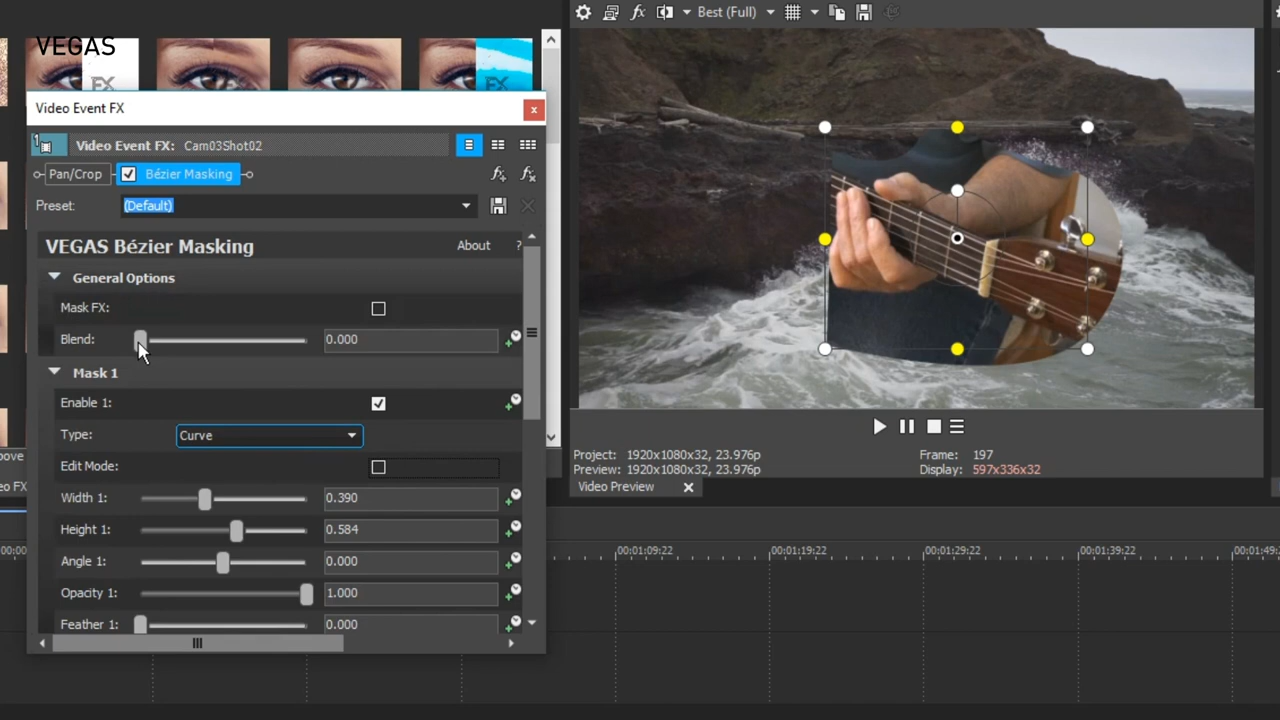 Best (Full)
VEGAS
FX FX
Video Event FX
1 Video Event FX: Cam03Shot02
Pan/Crop Bézier Masking
Preset: (Default)
VEGAS Bézier Masking About ?
General Options
Mask FX:
Blend: 0.000
Mask 1
Enable 1:
Type: Curve
Edit Mode:
Width 1: 0.390
Height 1: 0.584
Angle 1: 0.000
Opacity 1: 1.000
Feather 1: 0.000
Project: 1920x1080x32, 23.976p Frame: 197
Preview: 1920x1080x32, 23.976p Display: 597x336x32
Video Preview
00:01:09:22 00:01:19:22 00:01:29:22 00:01:39:22